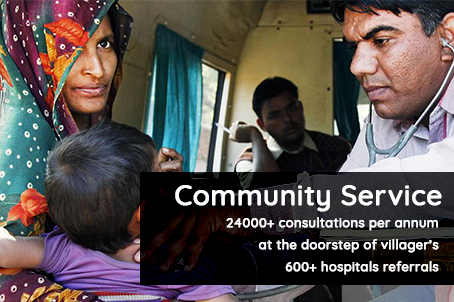 Community Service
24000+ consultations per annum
at the doorstep of villager's
600+ hospitals referrals